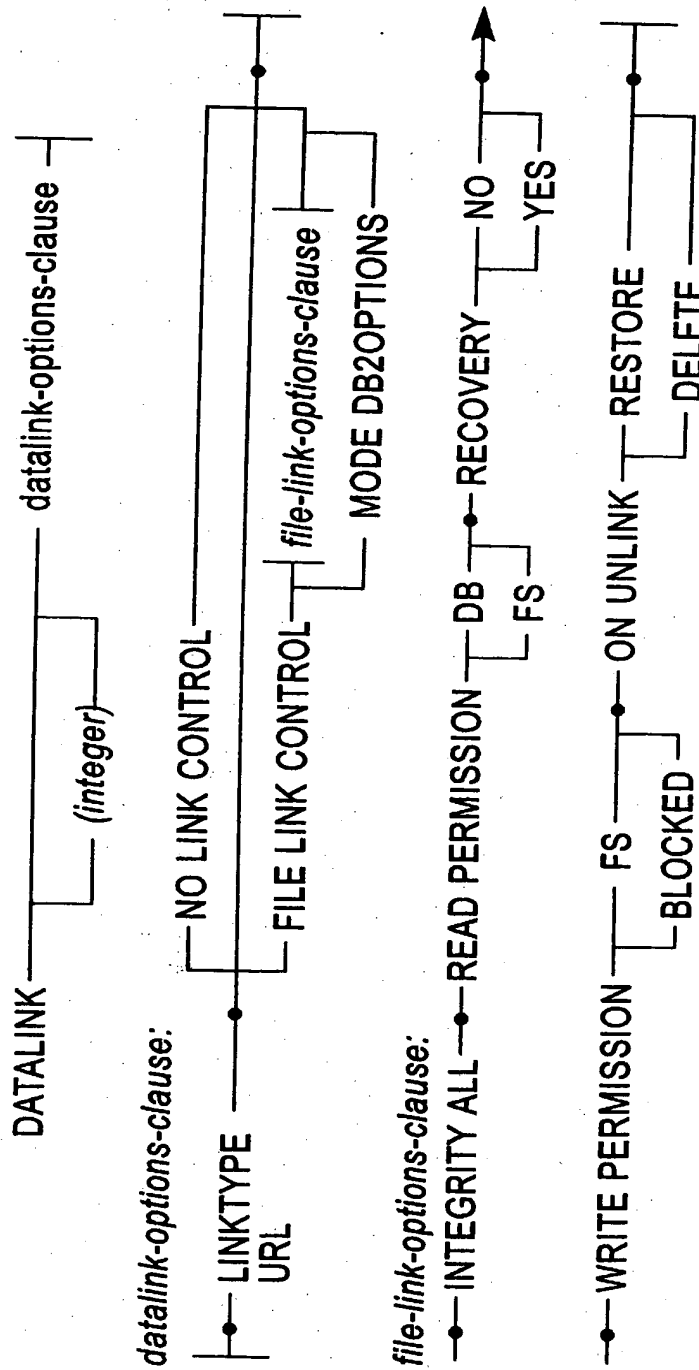 DATALINK (integer) datalink-options-clause
datalink-options-clause:
NO LINK CONTROL
LINKTYPE
URL
FILE LINK CONTROL file-link-options-clause
MODE DB2OPTIONS
file-link-options-clause:
INTEGRITY ALL READ PERMISSION DB RECOVERY NO
FS YES
WRITE PERMISSION FS ON UNLINK RESTORE
BLOCKED DELETE